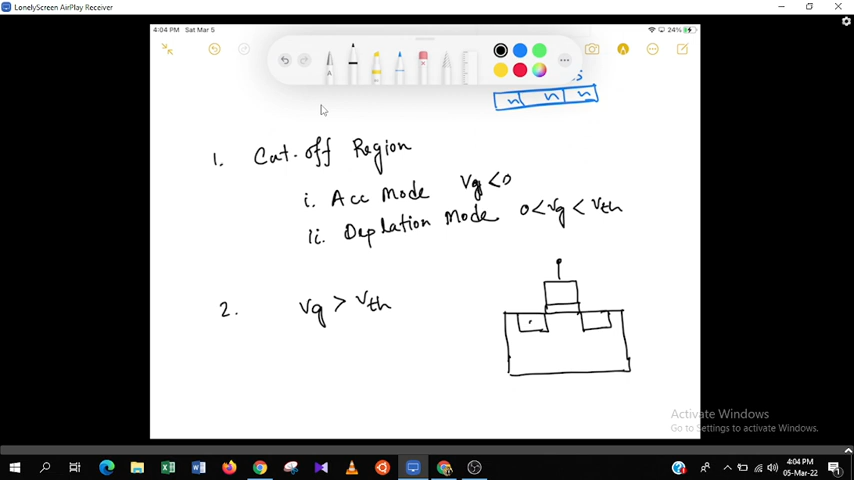 LonelyScreen AirPlay Receiver
4:04 PM Sat Mar 5
24%
A
n n n
1. Cut-off Region
i. Acc Mode Vg < 0
ii. Deplation Mode 0 < Vg < Vth
2. Vg > Vth
Activate Windows
Go to Settings to activate Windows.
4:04 PM
05-Mar-22